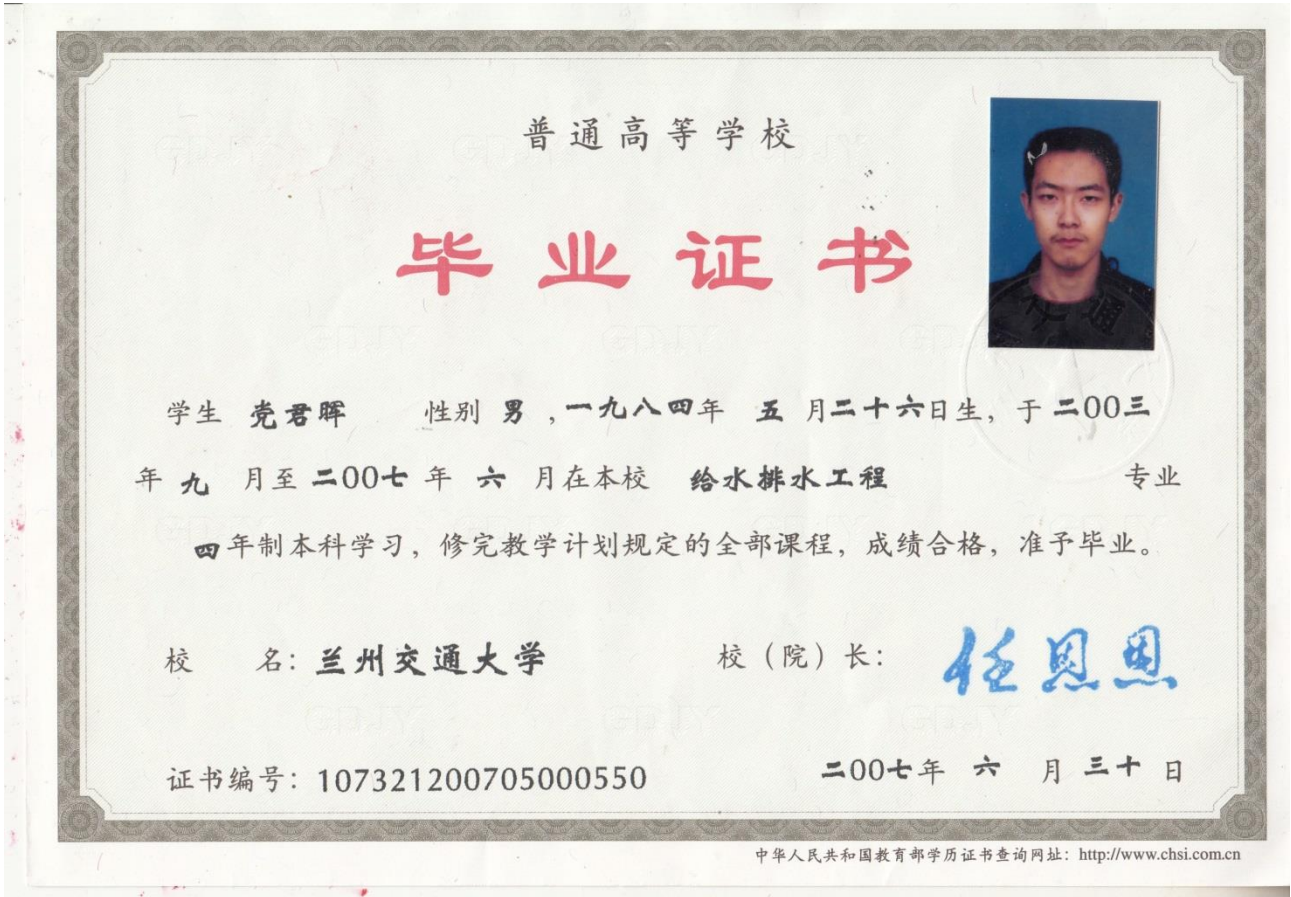 普通高等学校
毕业证书
学生 党君晖 性别 男 ,一九八四年 五 月二十六日生，于 二00三
年 九 月至 二00七 年 六 月在本校 给水排水工程 专业
四年制本科学习，修完教学计划规定的全部课程，成绩合格，准予毕业。
校 名：兰州交通大学 校（院）长：任恩恩
证书编号：107321200705000550 二00七年 六 月 三十 日
中华人民共和国教育部学历证书查询网址：http://www.chsi.com.cn